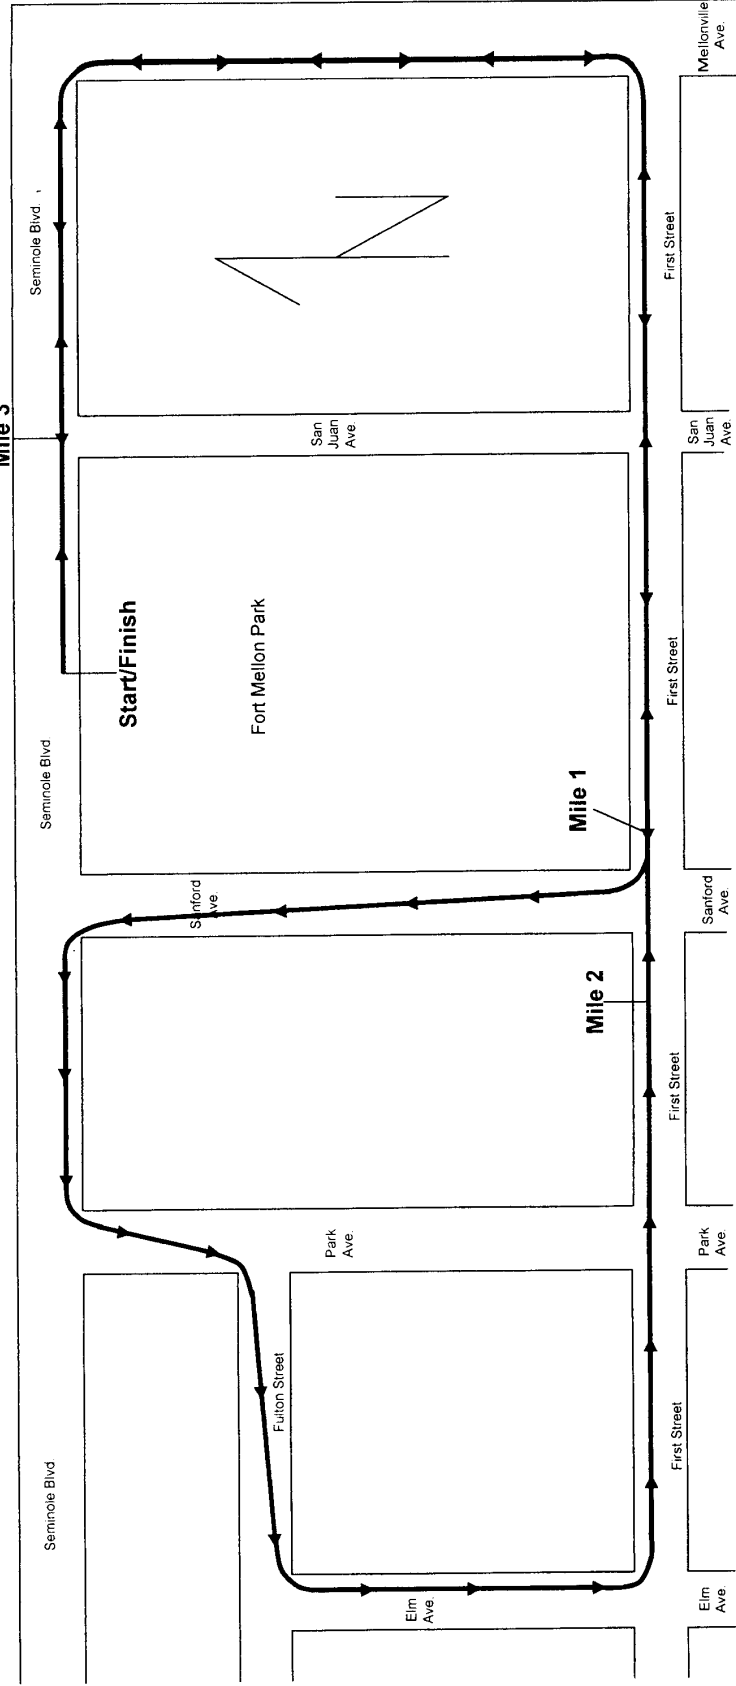 Seminole Blvd
Seminole Blvd
Seminole Blvd.
Mile 3
Start/Finish
Fort Mellon Park
Fulton Street
Park
Ave.
Sanford
Ave.
San
Juan
Ave.
Elm
Ave.
Mile 2
Mile 1
First Street
First Street
First Street
First Street
Elm
Ave.
Park
Ave.
Sanford
Ave.
San
Juan
Ave.
Mellonville
Ave.
N